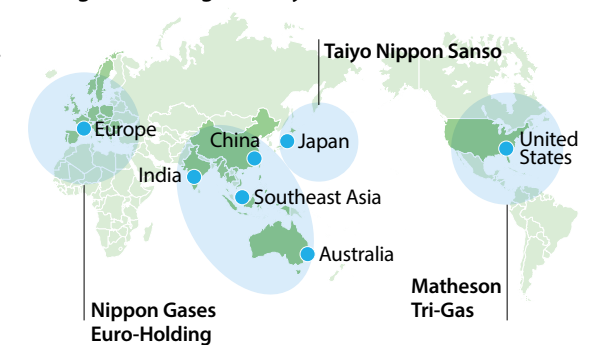 Taiyo Nippon Sanso
Europe
China
Japan
United
States
India
Southeast Asia
Australia
Matheson
Tri-Gas
Nippon Gases
Euro-Holding